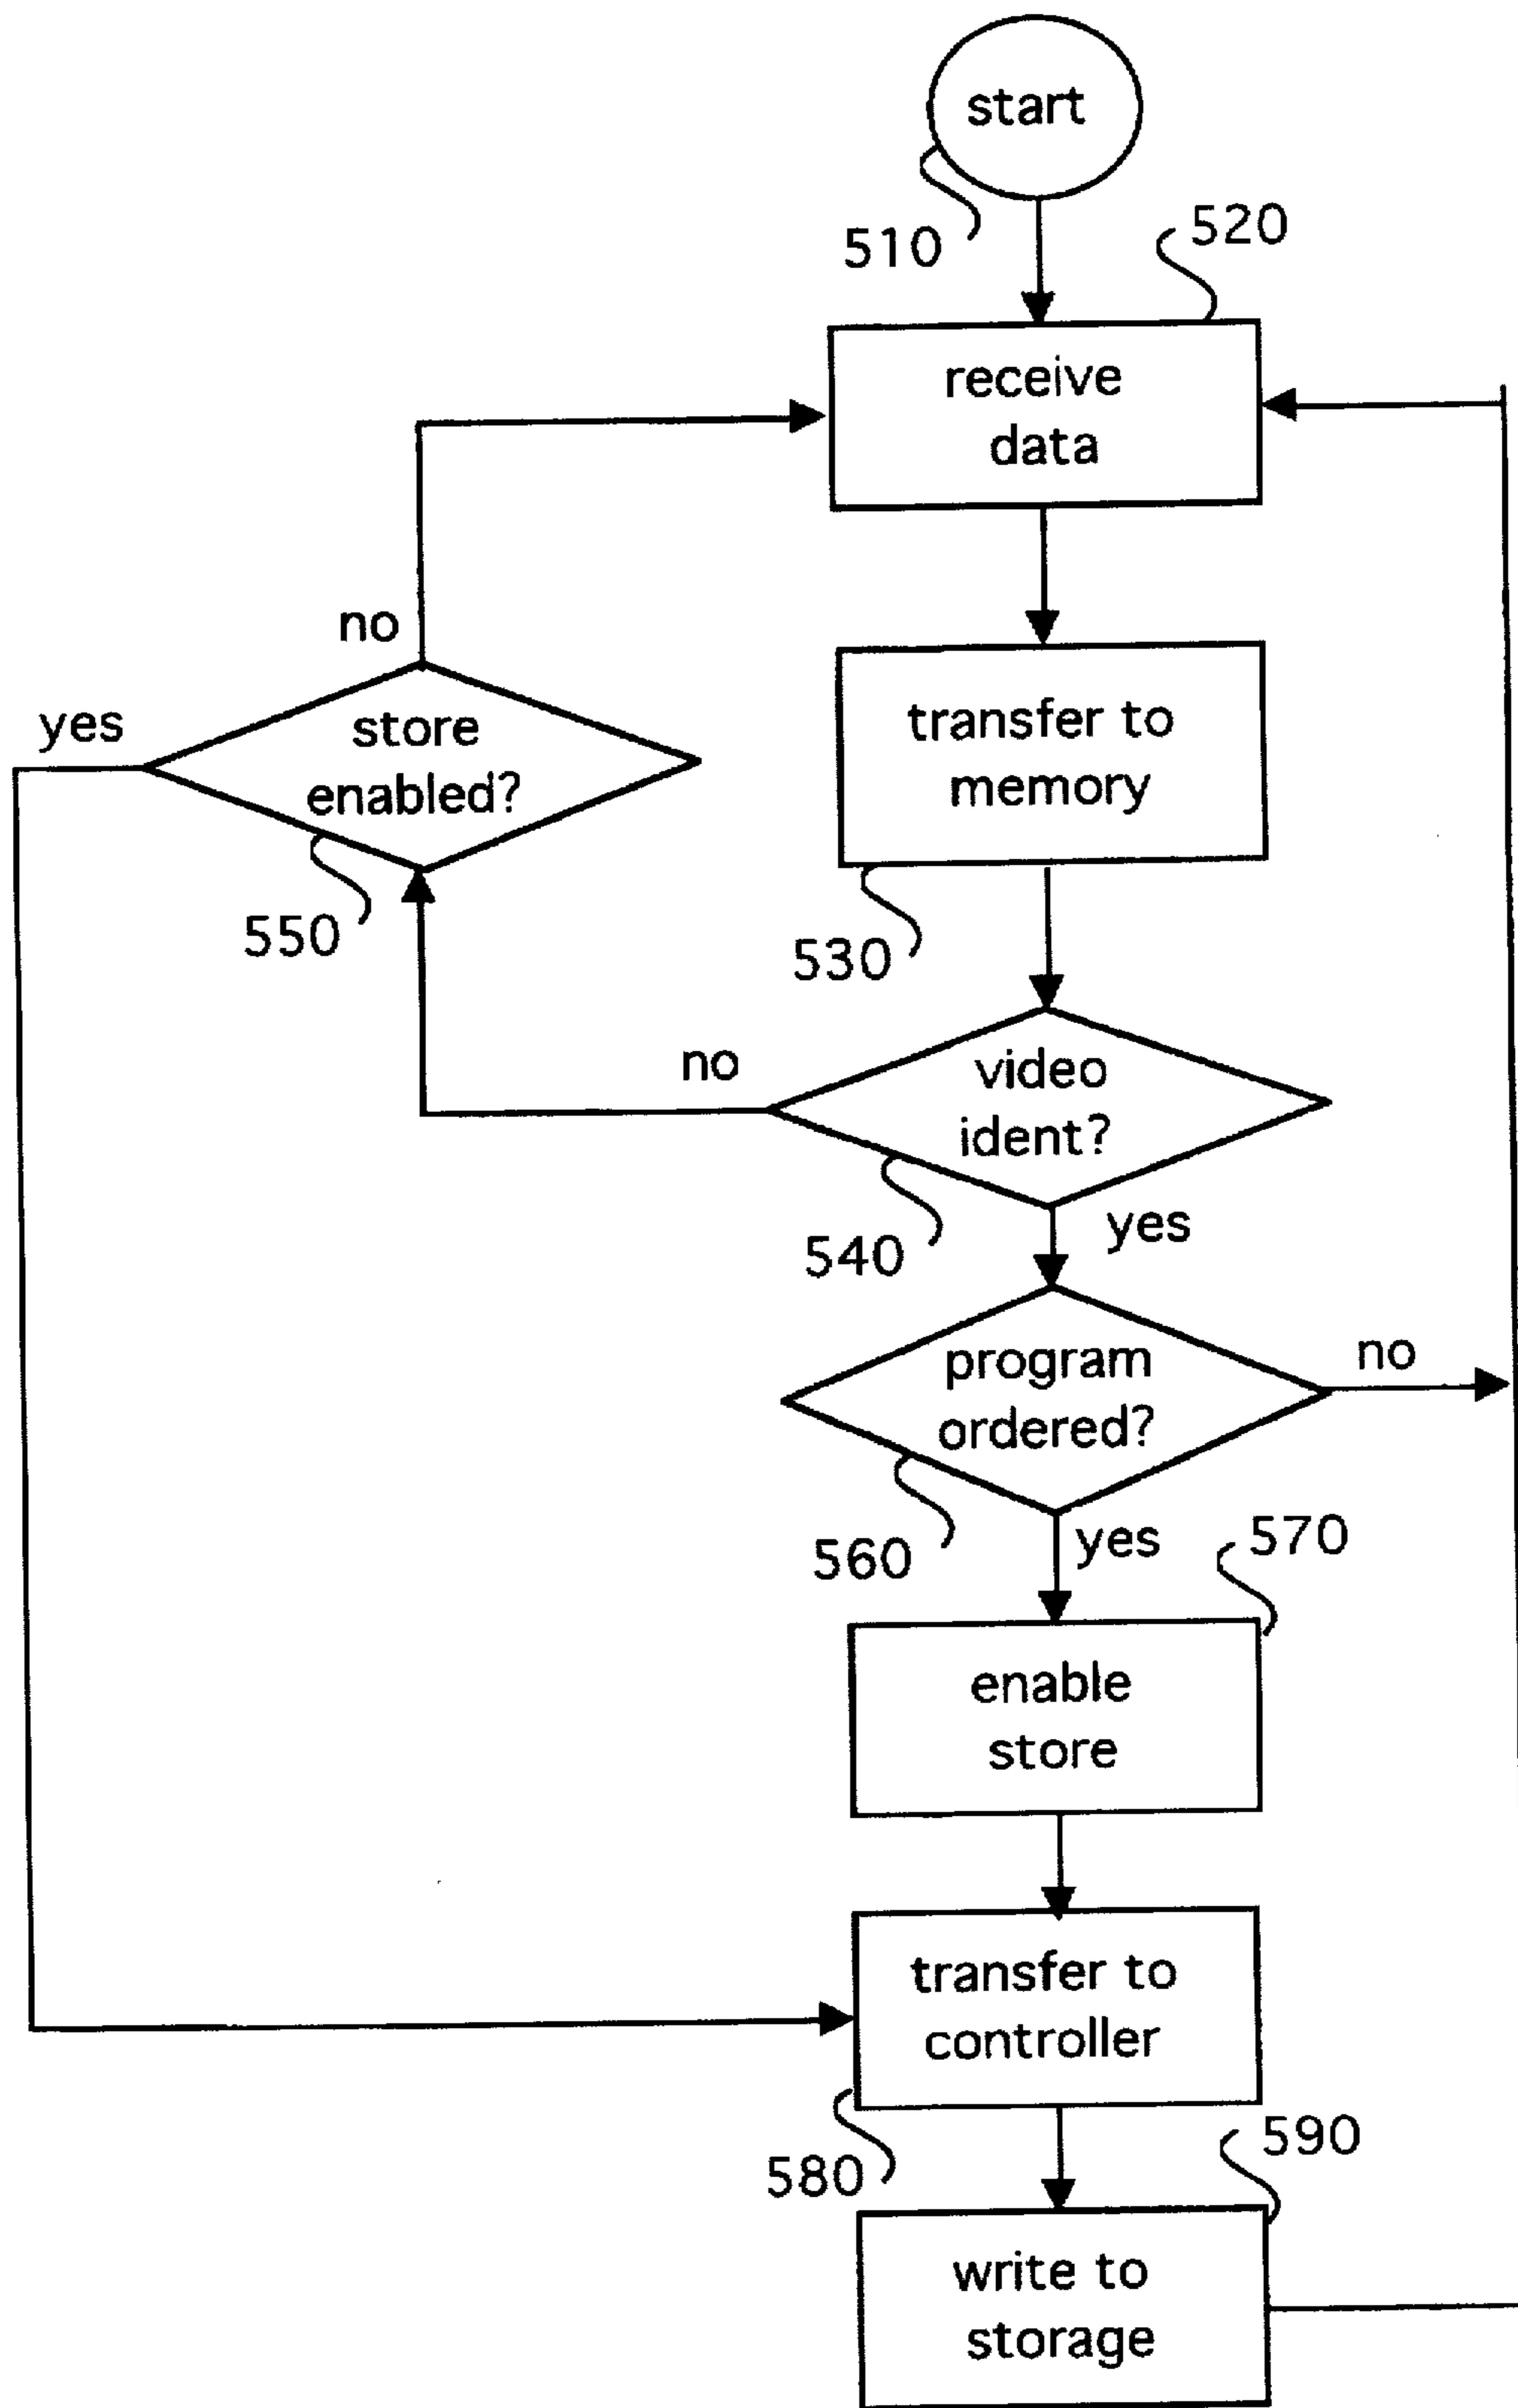 start
510
520
receive
data
no
yes
store
enabled?
550
transfer to
memory
530
no
video
ident?
540
yes
program
ordered?
no
560
yes
570
enable
store
transfer to
controller
580
590
write to
storage